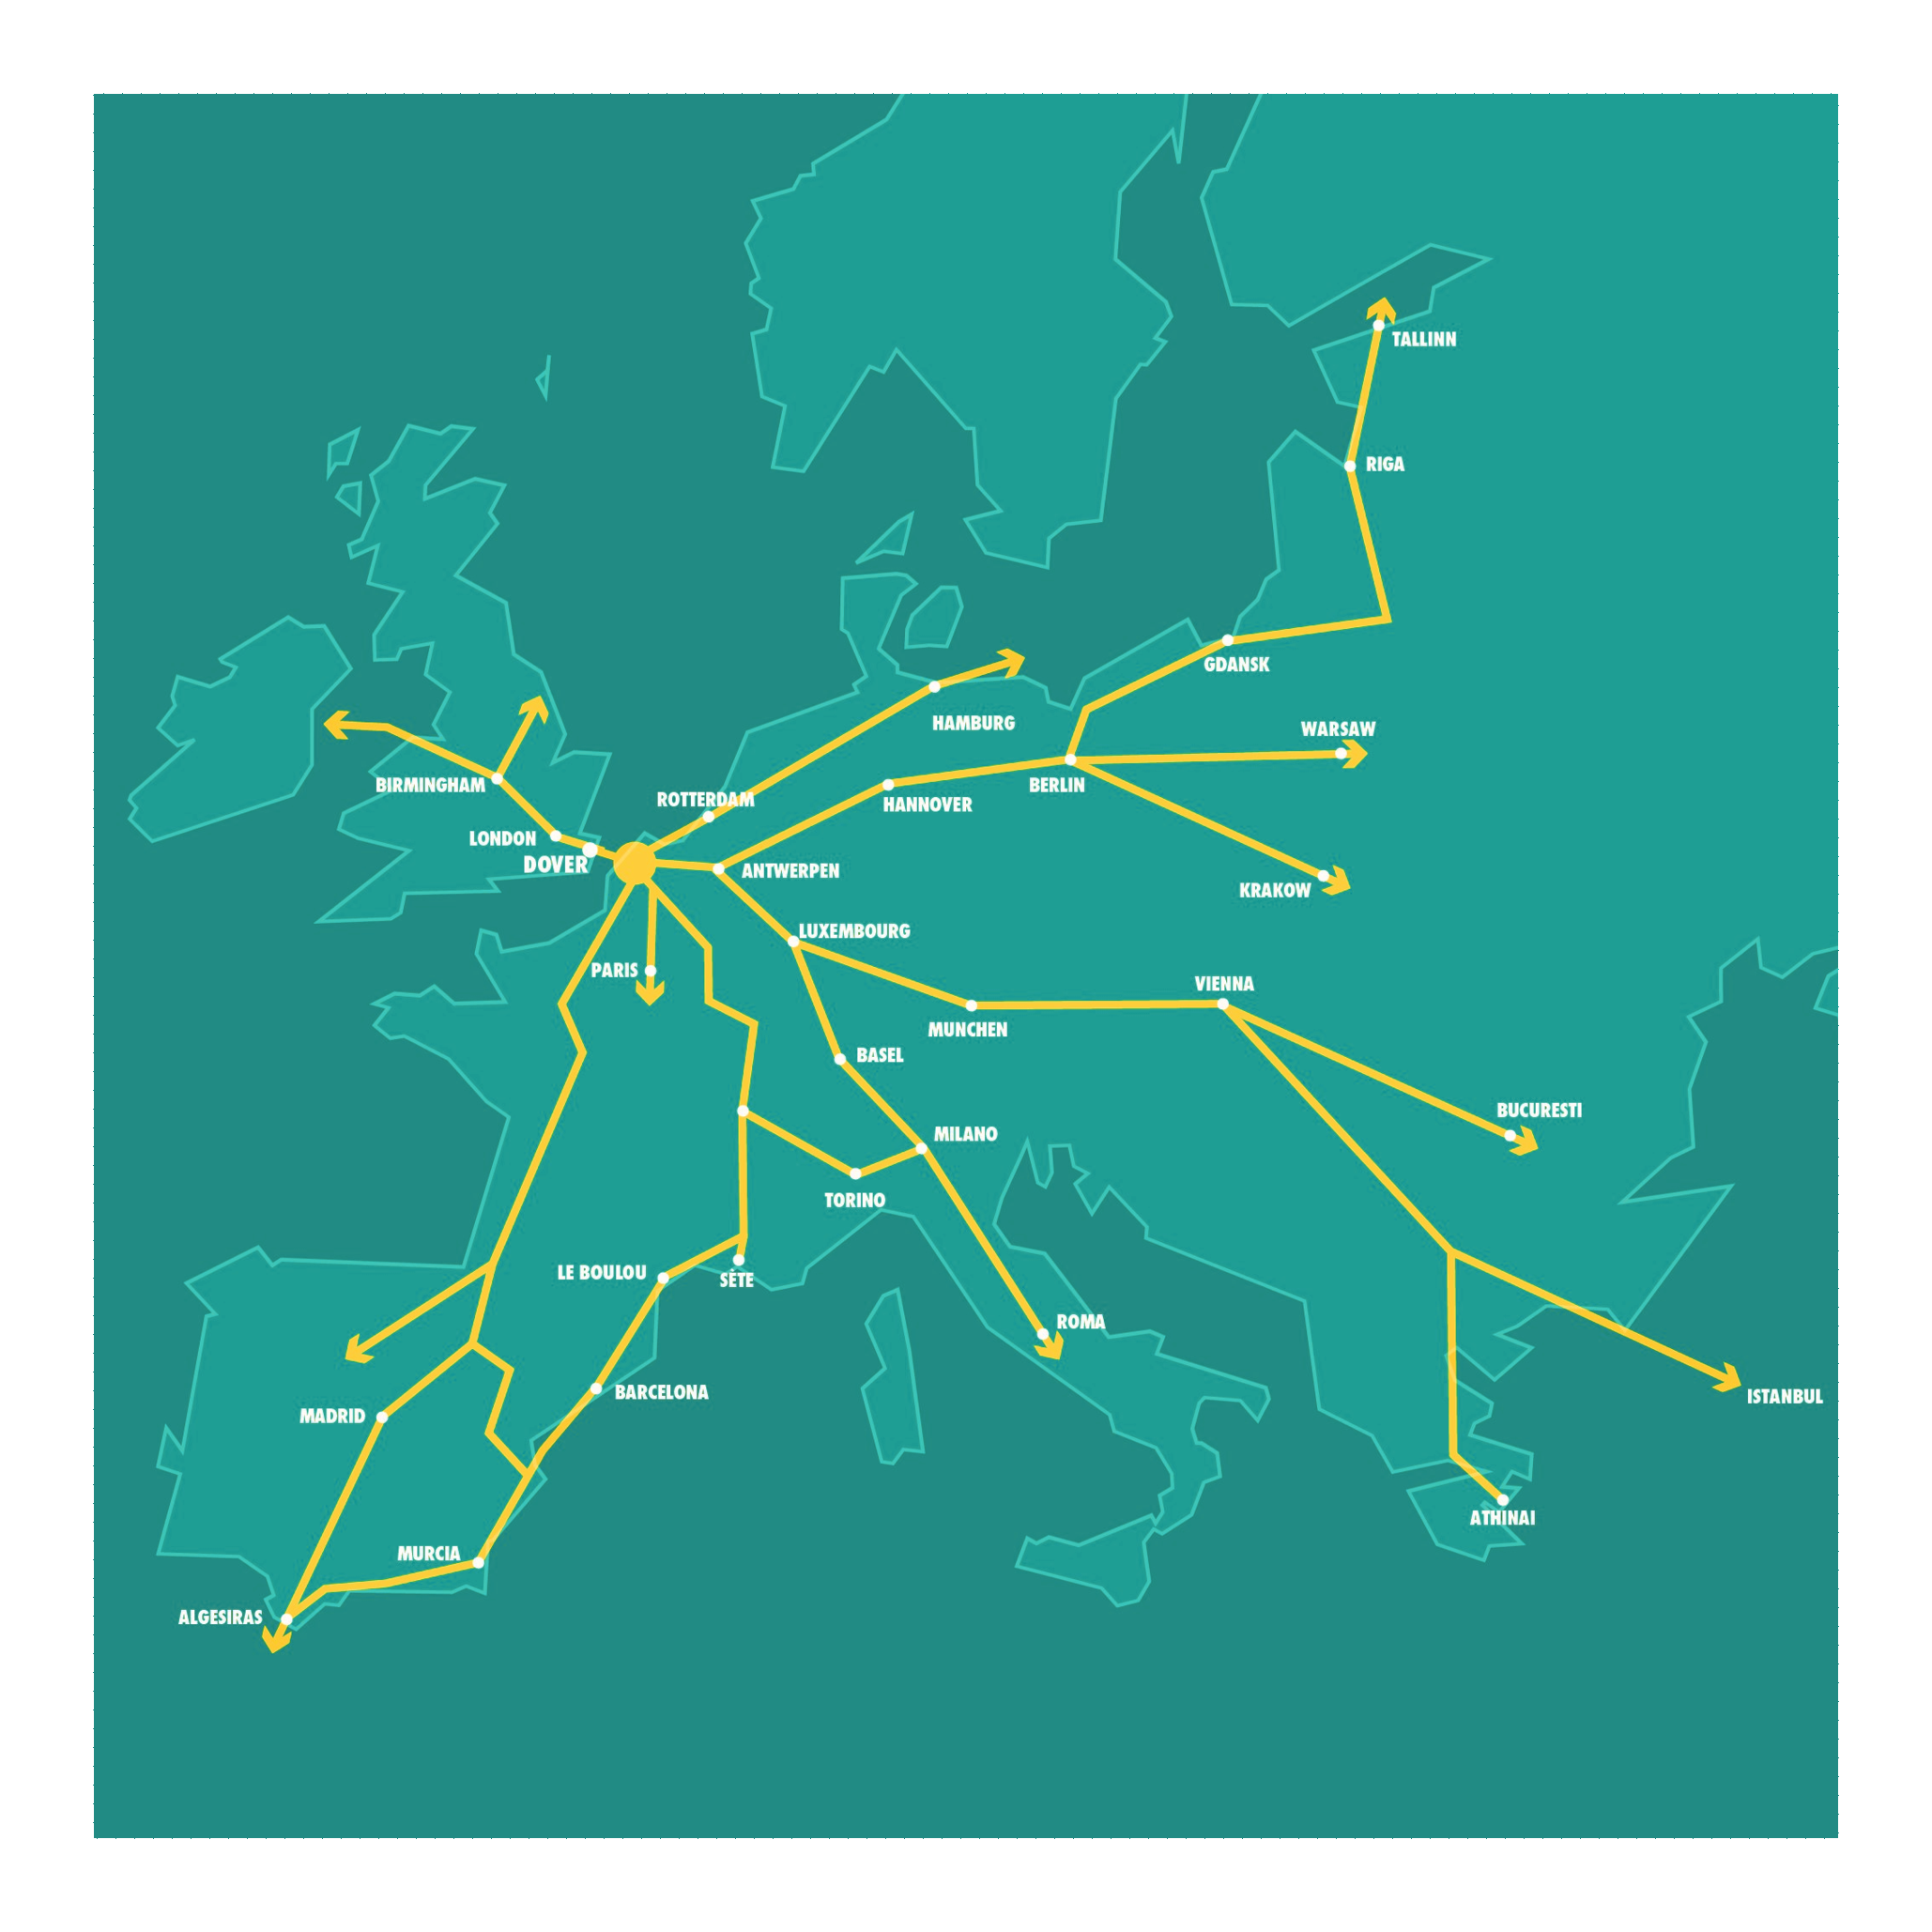 TALLINN
RIGA
GDANSK
HAMBURG
WARSAW
BIRMINGHAM
BERLIN
ROTTERDAM
HANNOVER
LONDON
DOVER
ANTWERPEN
KRAKOW
LUXEMBOURG
PARIS
VIENNA
MUNCHEN
BASEL
BUCURESTI
MILANO
TORINO
LE BOULOU
SÈTE
ROMA
BARCELONA
ISTANBUL
MADRID
ATHINAI
MURCIA
ALGESIRAS